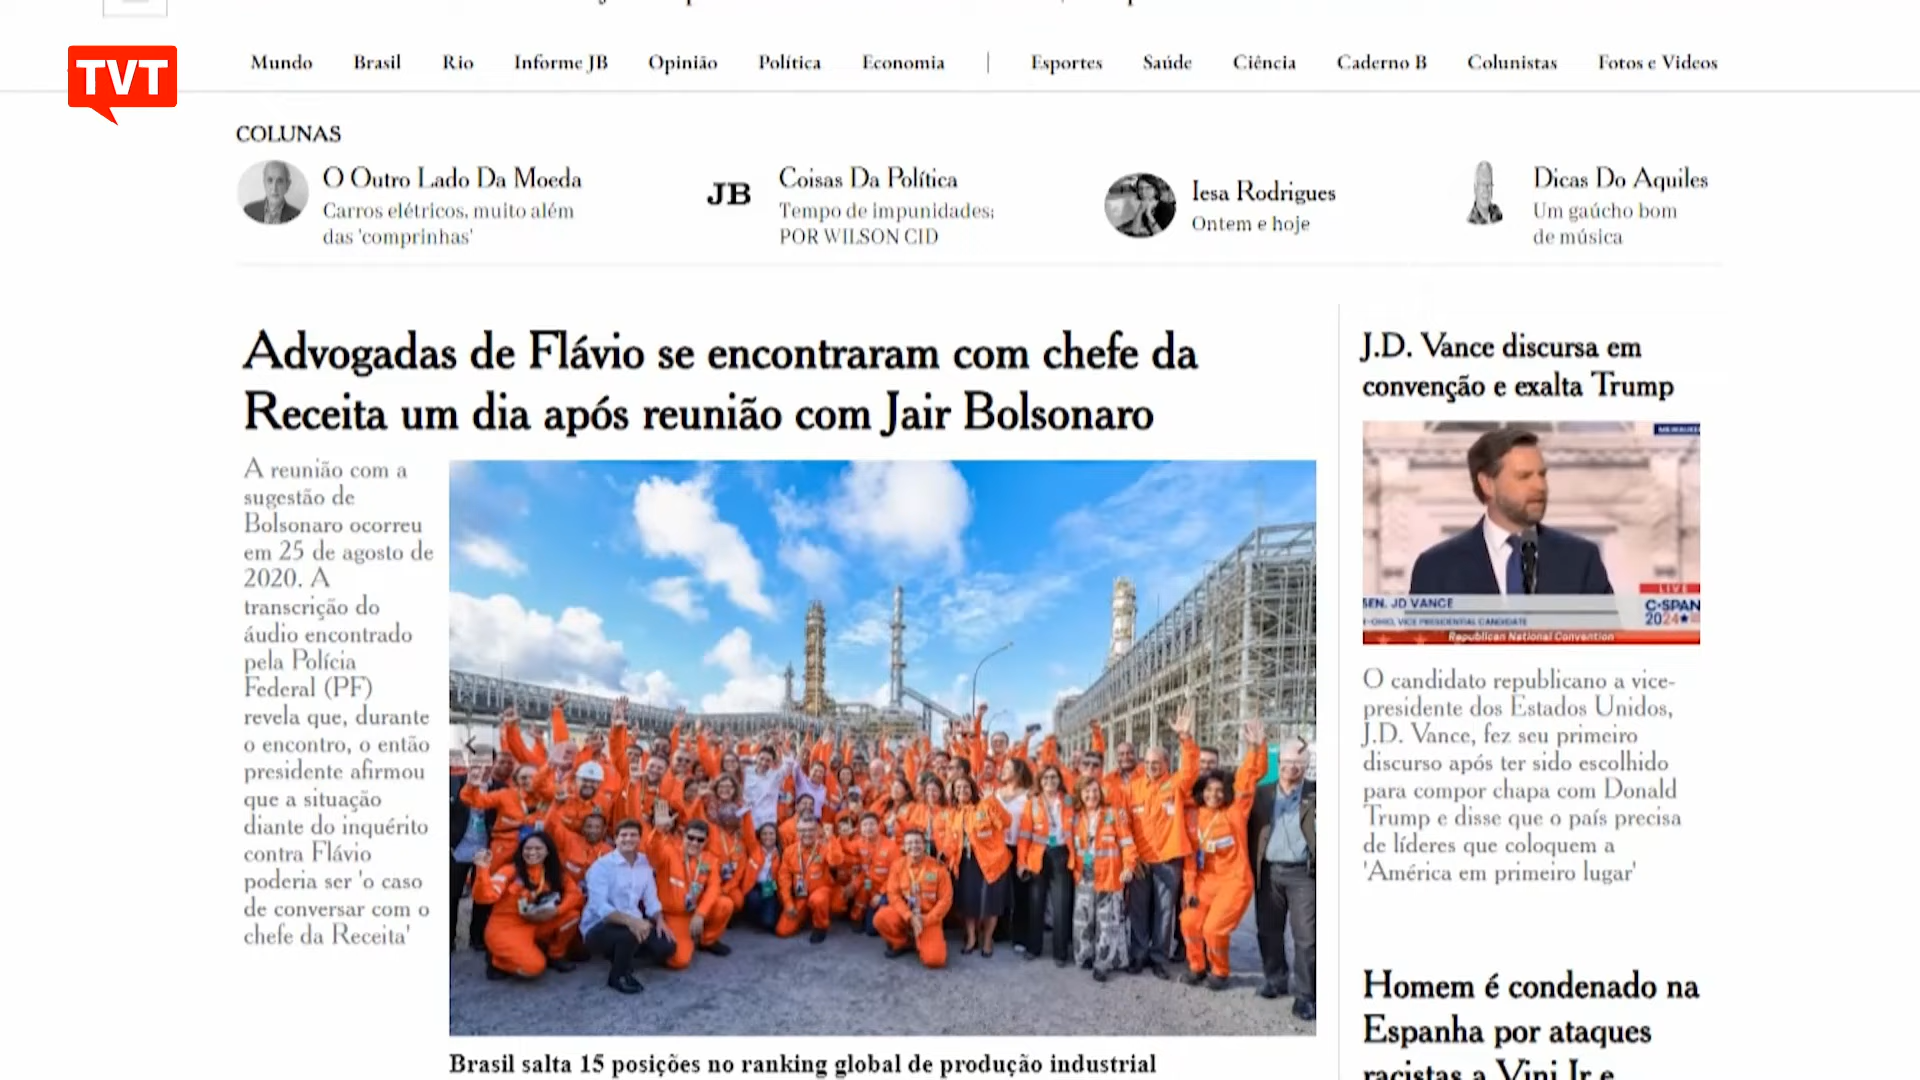 TVT
Mundo Brasil Rio Informe JB Opinião Política Economia Esportes Saúde Ciência Caderno B Colunistas Fotos e Videos
COLUNAS
O Outro Lado Da Moeda
Carros elétricos, muito além
das 'comprinhas'
JB
Coisas Da Política
Tempo de impunidades;
POR WILSON CID
Iesa Rodrigues
Ontem e hoje
Dicas Do Aquiles
Um gaúcho bom
de música
Advogadas de Flávio se encontraram com chefe da
Receita um dia após reunião com Jair Bolsonaro
A reunião com a
sugestão de
Bolsonaro ocorreu
em 25 de agosto de
2020. A
transcrição do
áudio encontrado
pela Polícia
Federal (PF)
revela que, durante
o encontro, o então
presidente afirmou
que a situação
diante do inquérito
contra Flávio
poderia ser 'o caso
de conversar com o
chefe da Receita'
Brasil salta 15 posições no ranking global de produção industrial
J.D. Vance discursa em
convenção e exalta Trump
SEN. JD VANCE
VICE PRESIDENTIAL CANDIDATE
LIVE
C-SPAN
2024
Republican National Convention
O candidato republicano a vice-
presidente dos Estados Unidos,
J.D. Vance, fez seu primeiro
discurso após ter sido escolhido
para compor chapa com Donald
Trump e disse que o país precisa
de líderes que coloquem a
'América em primeiro lugar'
Homem é condenado na
Espanha por ataques
racistas a Vini Jr e